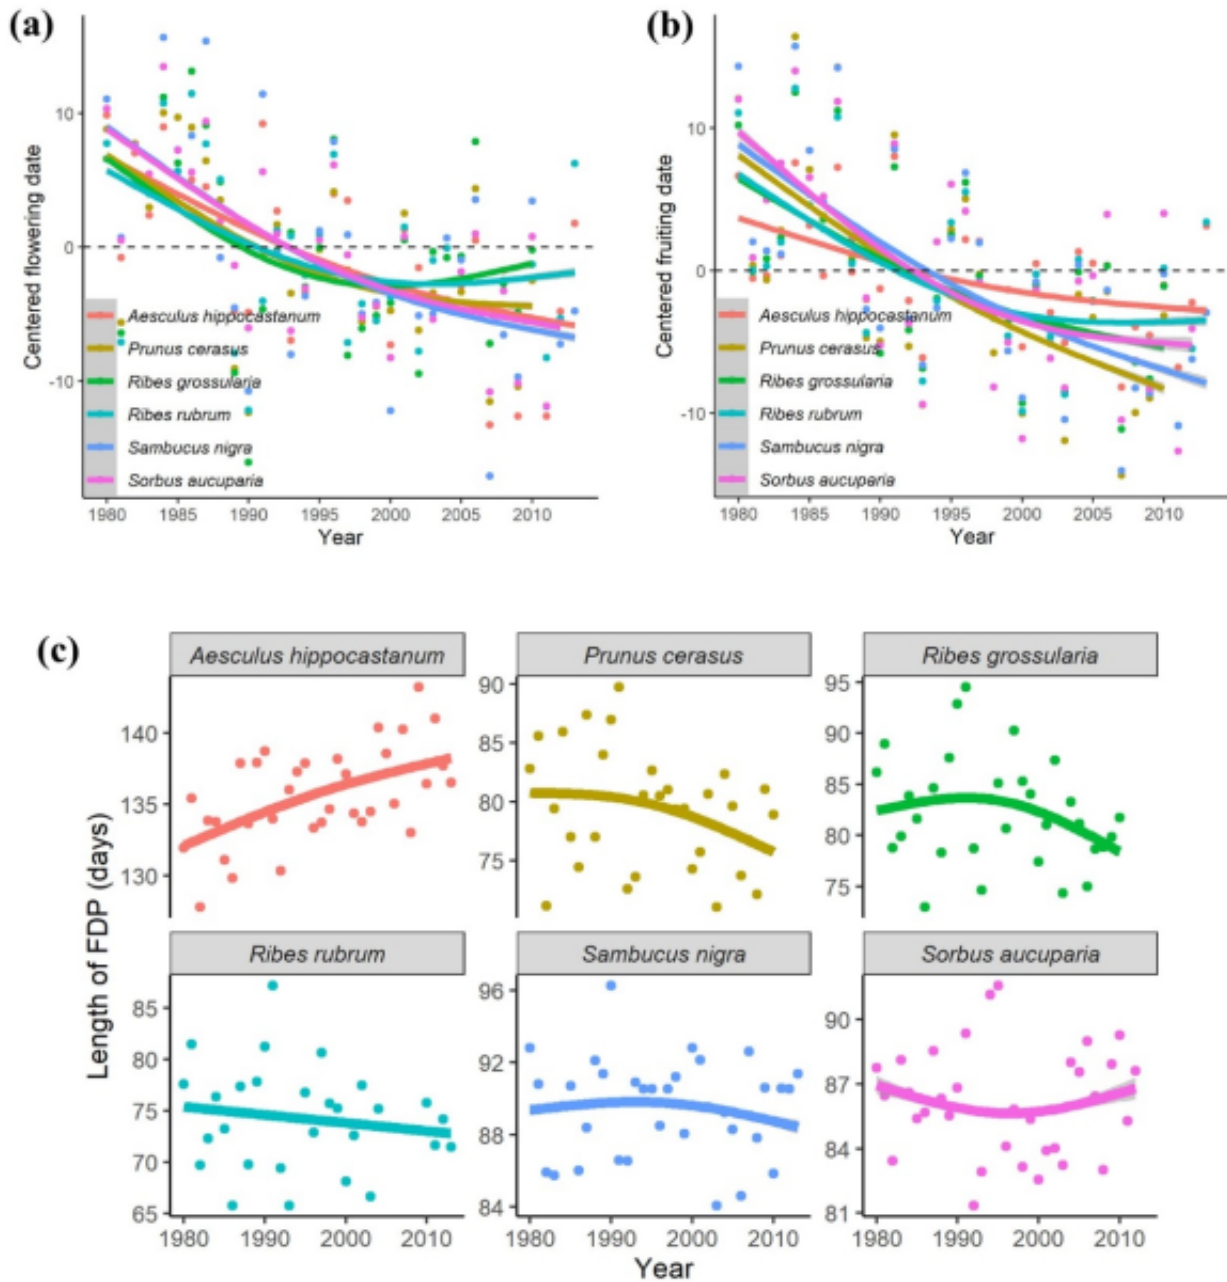 (a)
Centered flowering date
10
0
-10
Aesculus hippocastanum
Prunus cerasus
Ribes grossularia
Ribes rubrum
Sambucus nigra
Sorbus aucuparia
1980 1985 1990 1995 2000 2005 2010
Year
(b)
Centered fruiting date
10
0
-10
Aesculus hippocastanum
Prunus cerasus
Ribes grossularia
Ribes rubrum
Sambucus nigra
Sorbus aucuparia
1980 1985 1990 1995 2000 2005 2010
Year
(c)
Length of FDP (days)
Aesculus hippocastanum
140
135
130
Prunus cerasus
90
85
80
75
Ribes grossularia
95
90
85
80
75
Ribes rubrum
85
80
75
70
65
1980 1990 2000 2010
Sambucus nigra
96
92
88
84
1980 1990 2000 2010
Sorbus aucuparia
90
87
84
81
1980 1990 2000 2010
Year